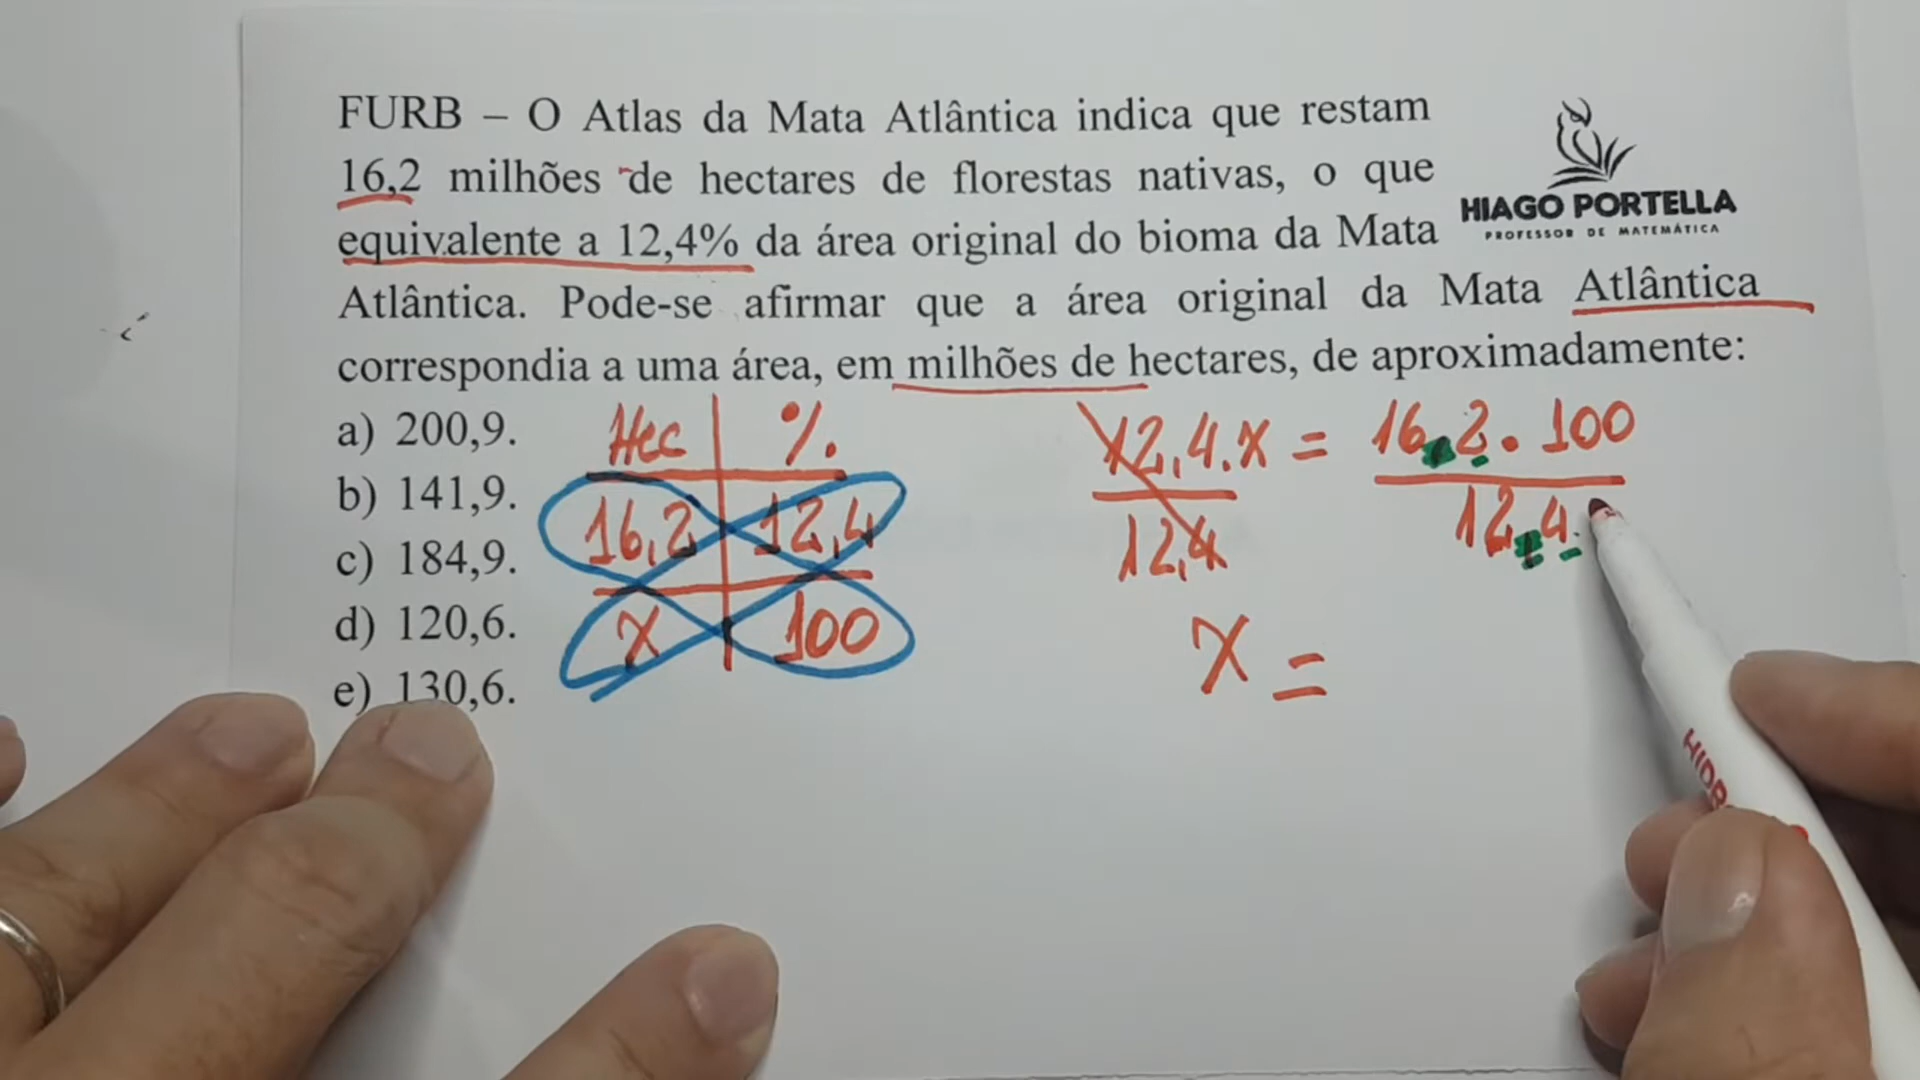 FURB – O Atlas da Mata Atlântica indica que restam
16,2 milhões de hectares de florestas nativas, o que
equivalente a 12,4% da área original do bioma da Mata
Atlântica. Pode-se afirmar que a área original da Mata Atlântica
correspondia a uma área, em milhões de hectares, de aproximadamente:
a) 200,9.
b) 141,9.
c) 184,9.
d) 120,6.
e) 130,6.
HIAGO PORTELLA
PROFESSOR DE MATEMÁTICA
Hec %
16,2 12,4
x 100
12,4.x = 16,2.100
12,4 12,4
x =
HIDR